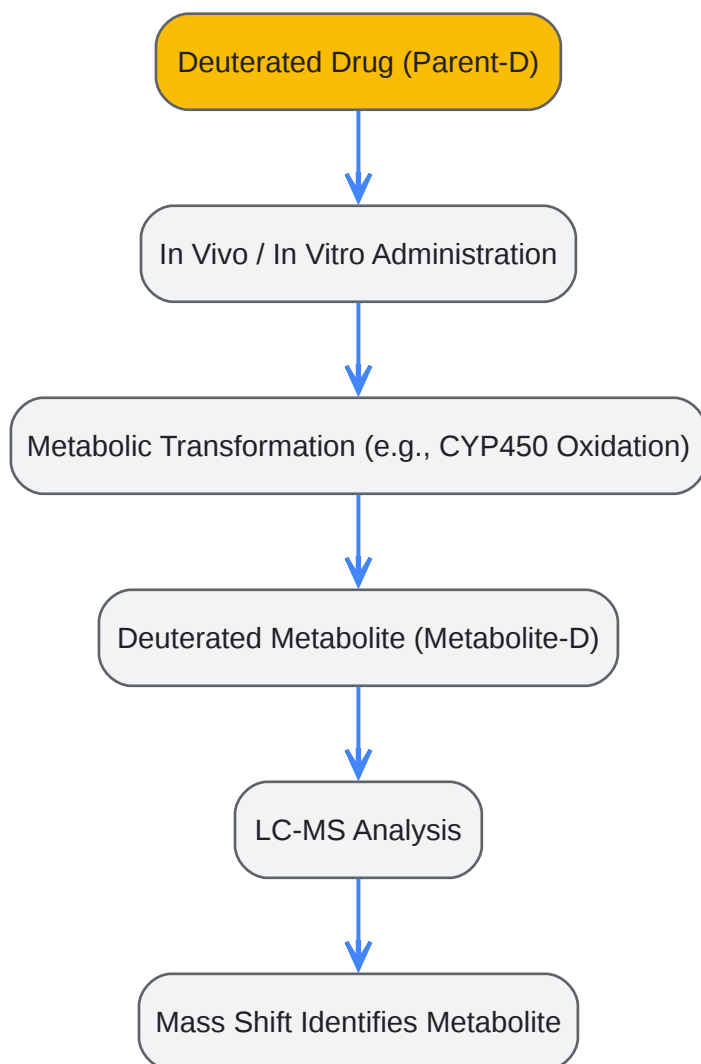 Deuterated Drug (Parent-D)
In Vivo / In Vitro Administration
Metabolic Transformation (e.g., CYP450 Oxidation)
Deuterated Metabolite (Metabolite-D)
LC-MS Analysis
Mass Shift Identifies Metabolite